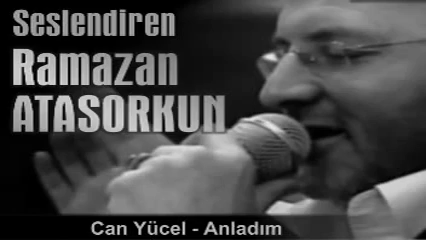 Seslendiren
Ramazan
ATASORKUN
Can Yücel - Anladım